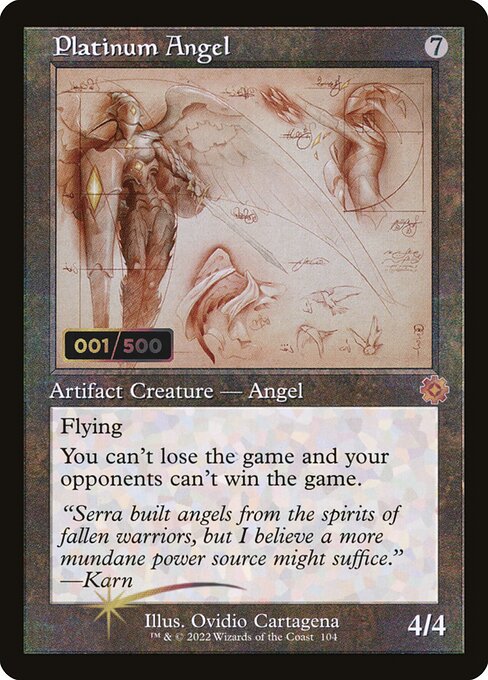 Platinum Angel 7
001/500
Artifact Creature — Angel
Flying
You can't lose the game and your
opponents can't win the game.
"Serra built angels from the spirits of
fallen warriors, but I believe a more
mundane power source might suffice."
—Karn
Illus. Ovidio Cartagena
4/4
™ & © 2022 Wizards of the Coast 104